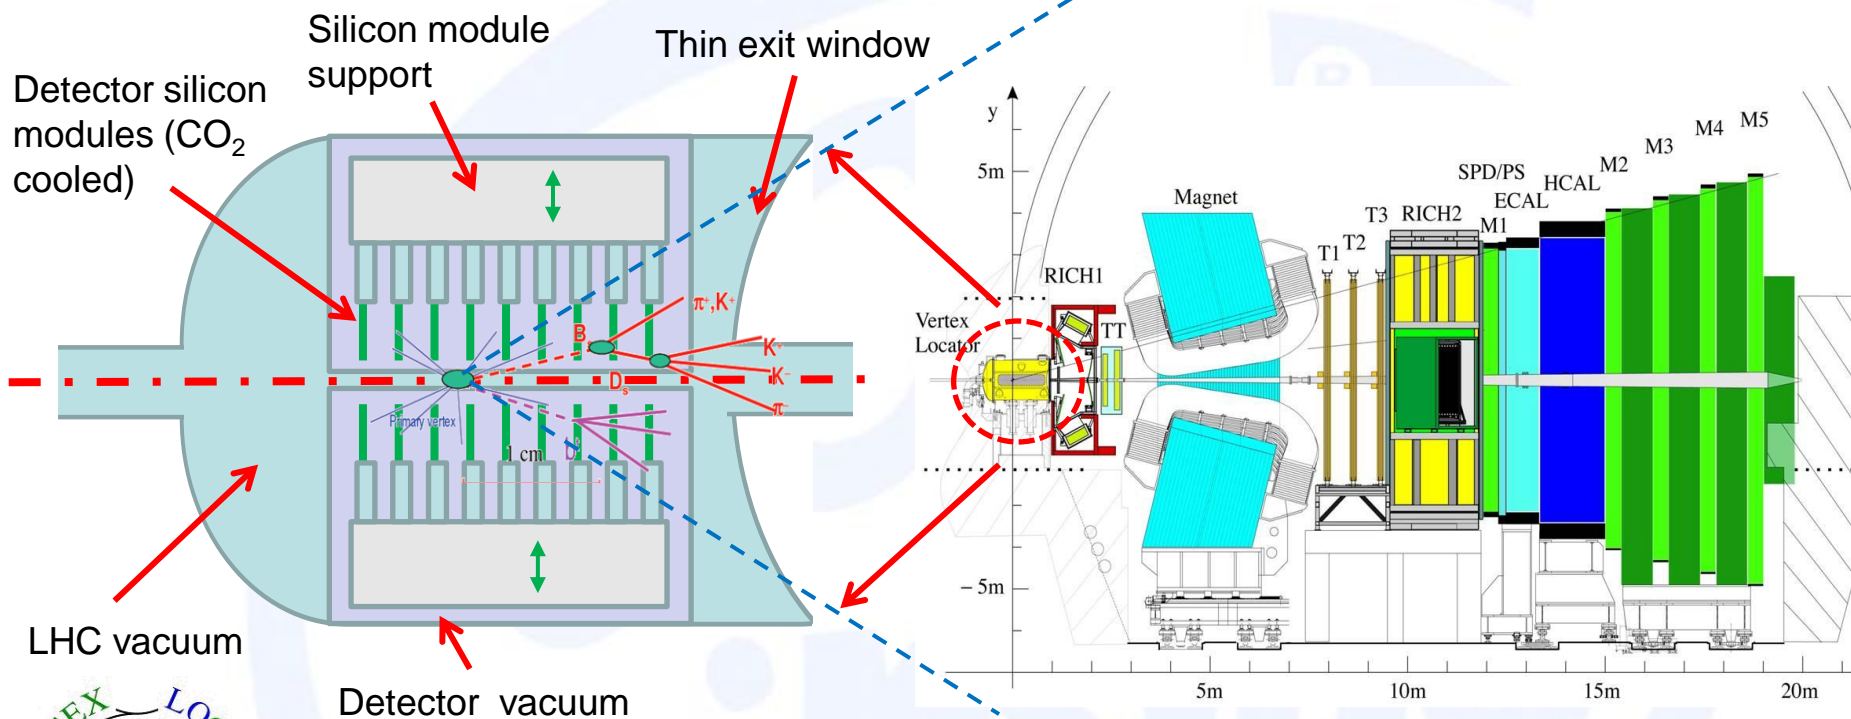 Silicon module
support
Thin exit window
Detector silicon
modules (CO₂
cooled)
π⁺,K⁺
B
K⁺
K⁻
D
s
π⁻
Primary vertex
1 cm
b
LHC vacuum
Detector vacuum
y
5m
−5m
Vertex
Locator
RICH1
TT
Magnet
T1
T2
T3
RICH2
M1
SPD/PS
ECAL
HCAL
M2
M3
M4
M5
5m
10m
15m
20m
EX
LO